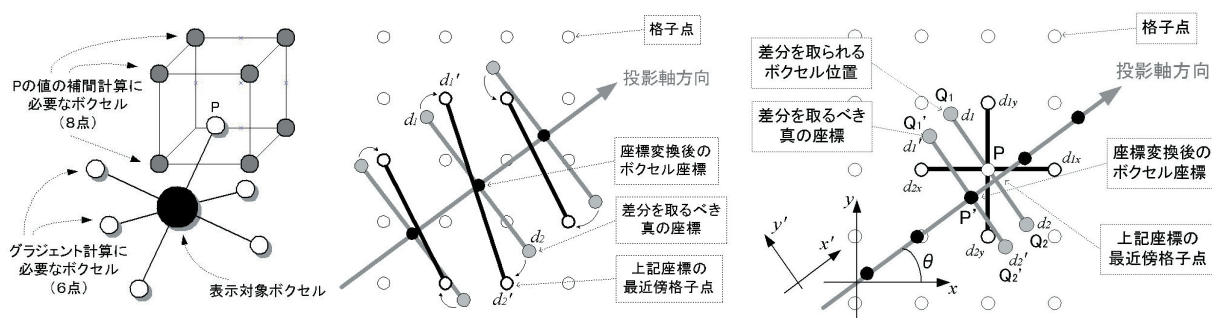 Pの値の補間計算に
必要なボクセル
(8点)
P
グラジェント計算に
必要なボクセル
(6点)
表示対象ボクセル
格子点
投影軸方向
d1'
d1
座標変換後の
ボクセル座標
差分を取るべき
真の座標
d2
上記座標の
最近傍格子点
d2'
格子点
差分を取られる
ボクセル位置
投影軸方向
Q1
d1
d1y
差分を取るべき
真の座標
Q1'
d1'
P
d1x
座標変換後の
ボクセル座標
d2x
P'
d2
Q2
上記座標の
最近傍格子点
d2y
d2'
Q2'
y
y'
x'
θ
x